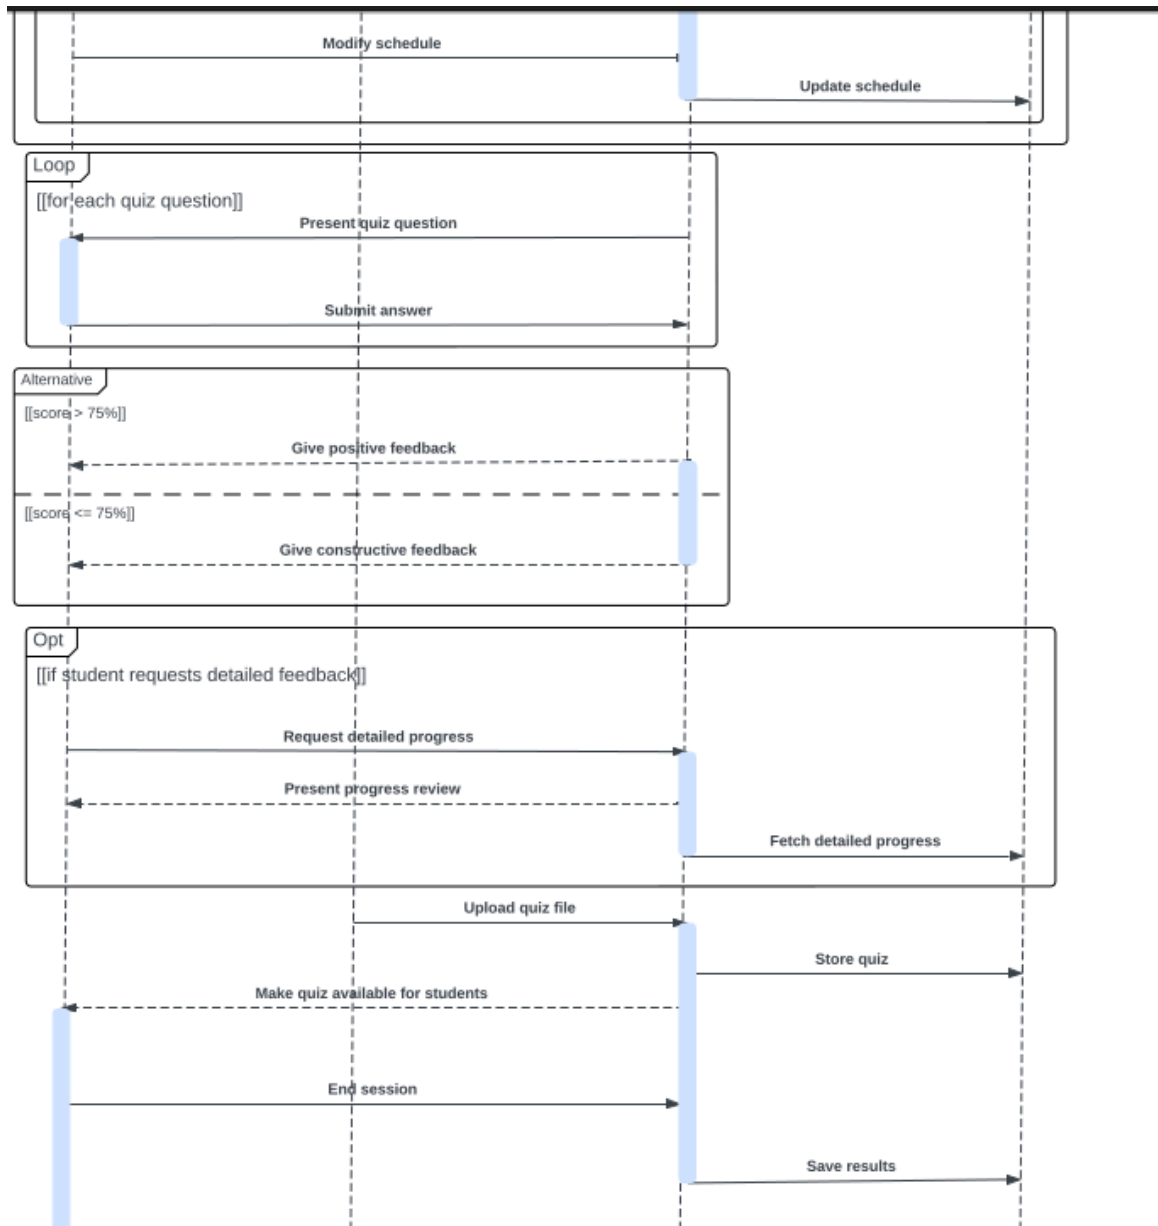 Modify schedule
Update schedule
Loop
[[for each quiz question]]
Present quiz question
Submit answer
Alternative
[[score > 75%]]
Give positive feedback
[[score <= 75%]]
Give constructive feedback
Opt
[[if student requests detailed feedback]]
Request detailed progress
Present progress review
Fetch detailed progress
Upload quiz file
Store quiz
Make quiz available for students
End session
Save results